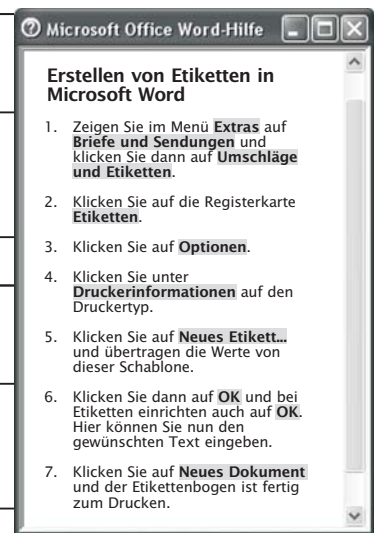 Microsoft Office Word-Hilfe
Erstellen von Etiketten in
Microsoft Word
1. Zeigen Sie im Menü Extras auf
Briefe und Sendungen und
klicken Sie dann auf Umschläge
und Etiketten.
2. Klicken Sie auf die Registerkarte
Etiketten.
3. Klicken Sie auf Optionen.
4. Klicken Sie unter
Druckerinformationen auf den
Druckertyp.
5. Klicken Sie auf Neues Etikett...
und übertragen die Werte von
dieser Schablone.
6. Klicken Sie dann auf OK und bei
Etiketten einrichten auch auf OK.
Hier können Sie nun den
gewünschten Text eingeben.
7. Klicken Sie auf Neues Dokument
und der Etikettenbogen ist fertig
zum Drucken.